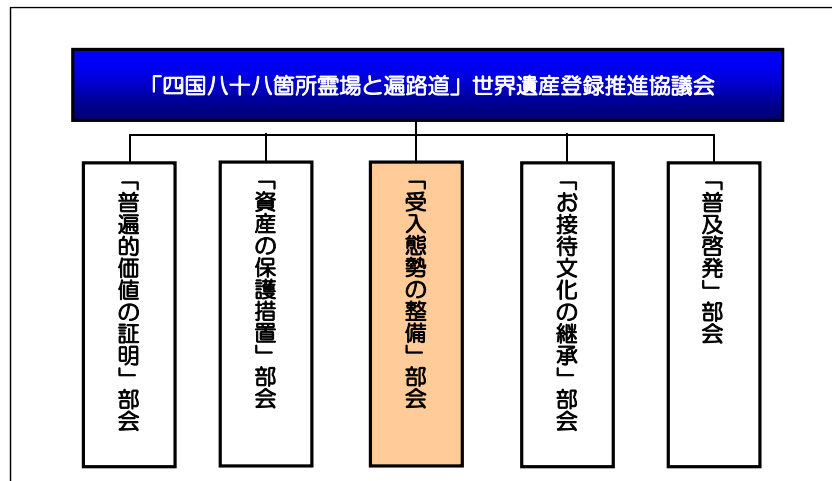 「四国八十八箇所霊場と遍路道」世界遺産登録推進協議会
「普遍的価値の証明」部会
「資産の保護措置」部会
「受入態勢の整備」部会
「お接待文化の継承」部会
「普及啓発」部会